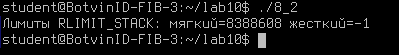 student@BotvinID-FIB-3:~/lab10$ ./8_2
Лимиты RLIMIT_STACK: мягкий=8388608 жесткий=-1
student@BotvinID-FIB-3:~/lab10$